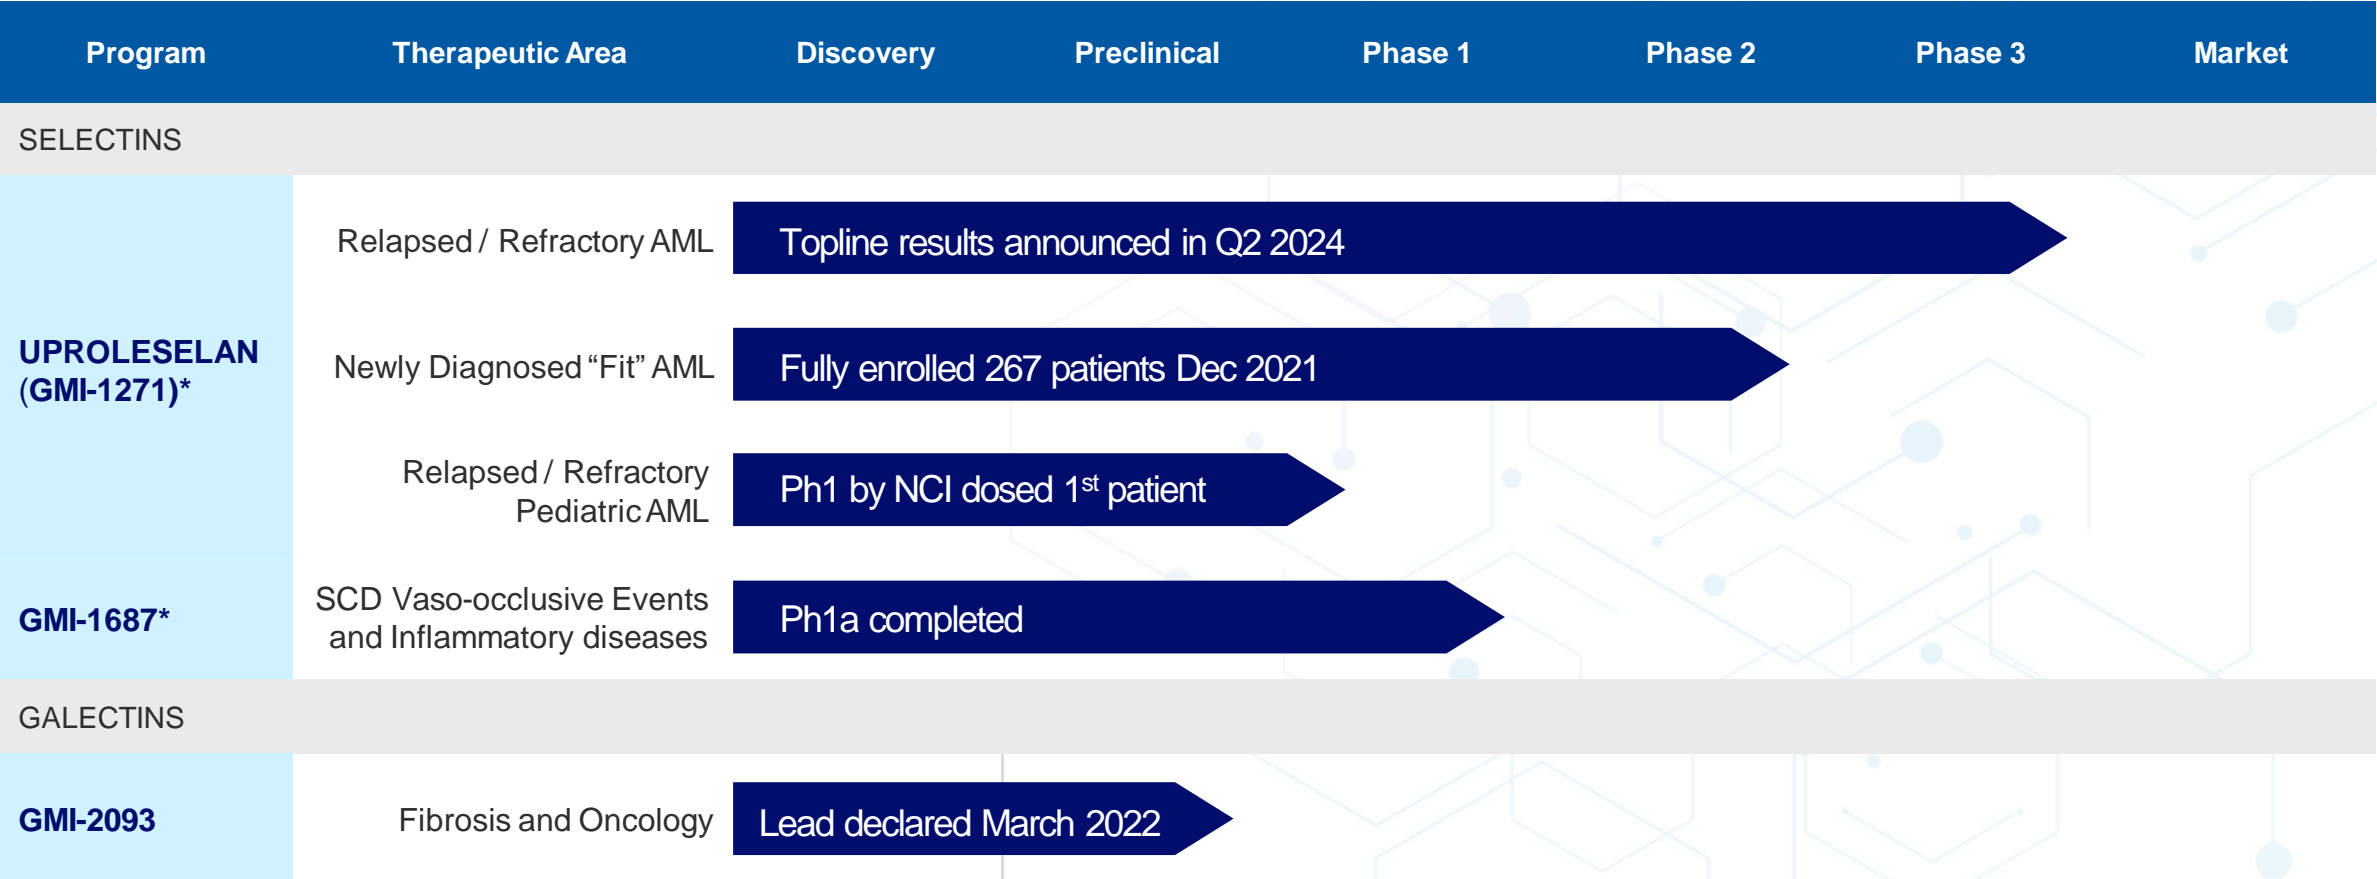 Program Therapeutic Area Discovery Preclinical Phase 1 Phase 2 Phase 3 Market
SELECTINS
UPROLESELAN
(GMI-1271)*
Relapsed / Refractory AML
Topline results announced in Q2 2024
Newly Diagnosed “Fit” AML
Fully enrolled 267 patients Dec 2021
Relapsed / Refractory
Pediatric AML
Ph1 by NCI dosed 1st patient
GMI-1687*
SCD Vaso-occlusive Events
and Inflammatory diseases
Ph1a completed
GALECTINS
GMI-2093
Fibrosis and Oncology
Lead declared March 2022